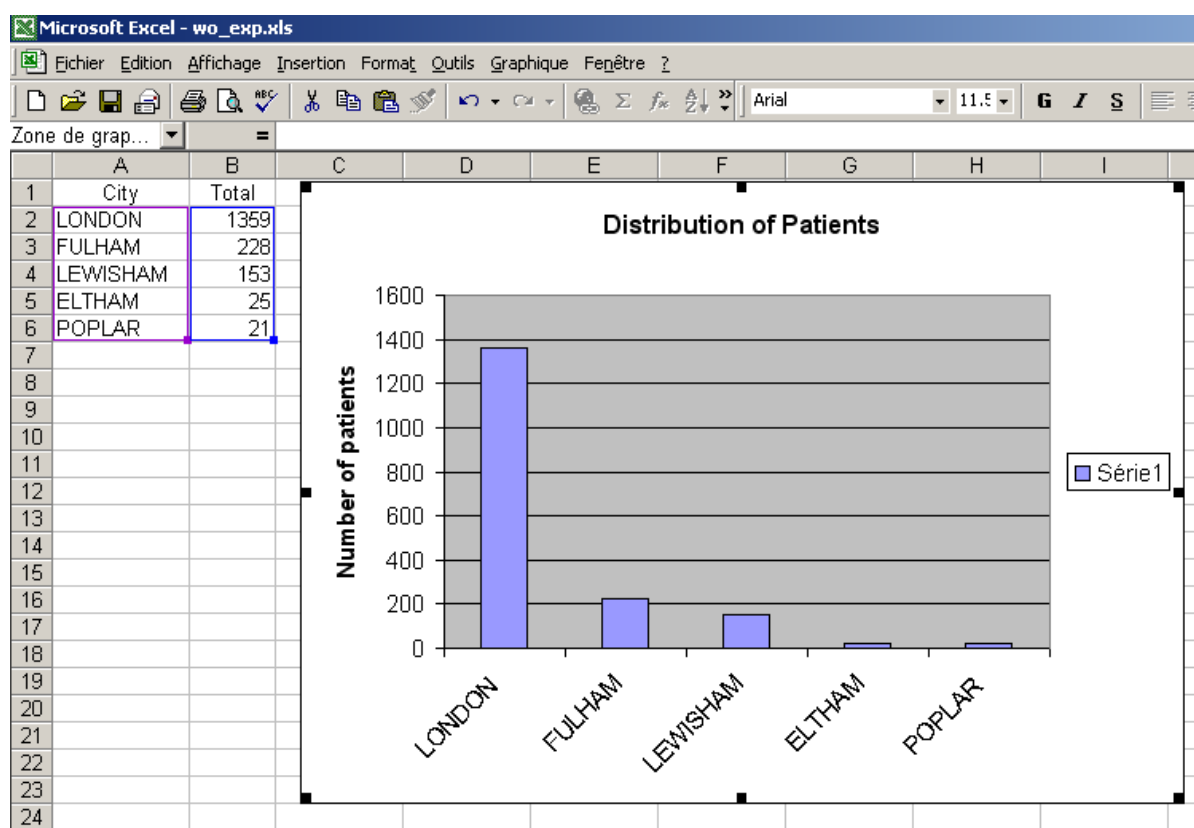 Microsoft Excel - wo_exp.xls
Fichier Edition Affichage Insertion Format Outils Graphique Fenêtre ?
ABC Arial 11.5 G I S
Zone de grap... =
A B C D E F G H I
1 City Total
2 LONDON 1359
3 FULHAM 228
4 LEWISHAM 153
5 ELTHAM 25
6 POPLAR 21
7
8
9
10
11
12
13
14
15
16
17
18
19
20
21
22
23
24
Distribution of Patients
Number of patients
1600
1400
1200
1000
800
600
400
200
0
LONDON FULHAM LEWISHAM ELTHAM POPLAR
Série1